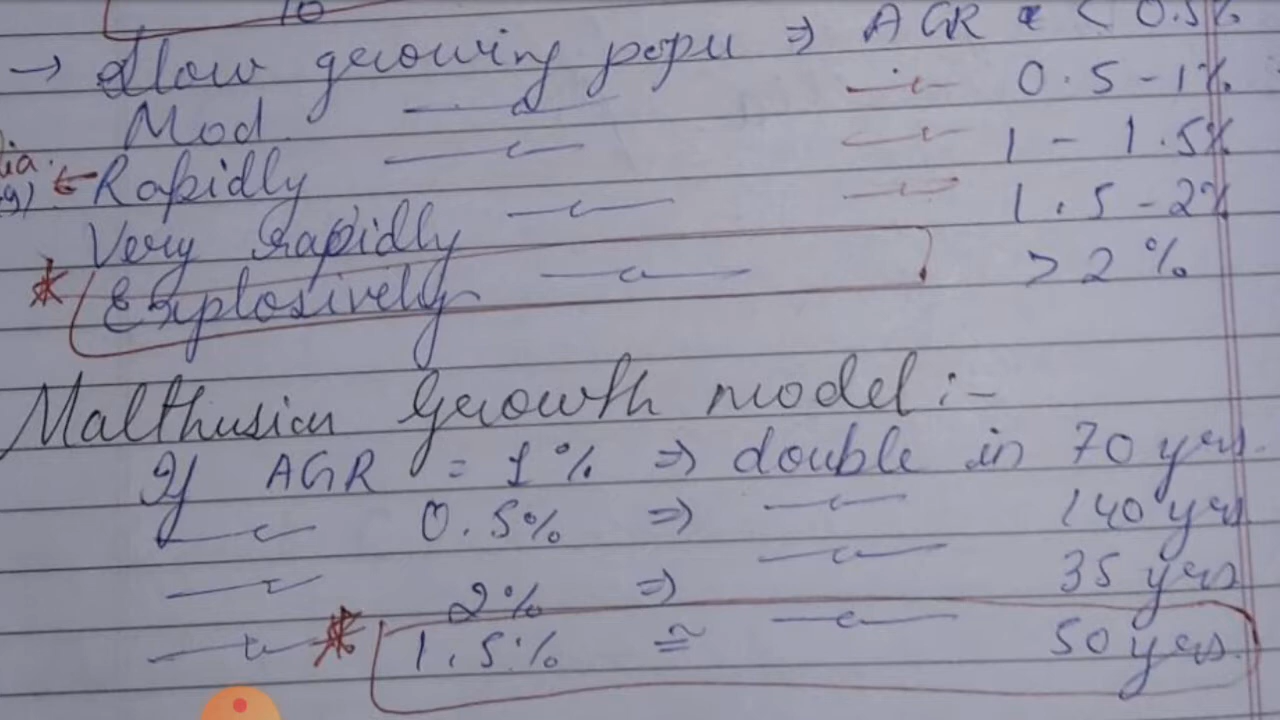 10
→ Slow growing popu ⇒ AGR < 0.5%
Mod —〃— —〃— 0.5 - 1%
← Rapidly —〃— —〃— 1 - 1.5%
Very rapidly —〃— —〃— 1.5 - 2%
* Explosively —〃— > 2%
Malthusian Growth model :-
If AGR = 1% ⇒ double in 70 yrs.
—〃— 0.5% ⇒ —〃— 140 yrs
—〃— 2% ⇒ —〃— 35 yrs
—〃— * 1.5% ≅ —〃— 50 yrs.